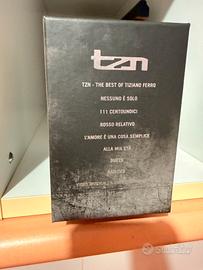 tzn
TZN - THE BEST OF TIZIANO FERRO
NESSUNO È SOLO
111 CENTOUNDICI
ROSSO RELATIVO
L'AMORE È UNA COSA SEMPLICE
ALLA MIA ETÀ
subito